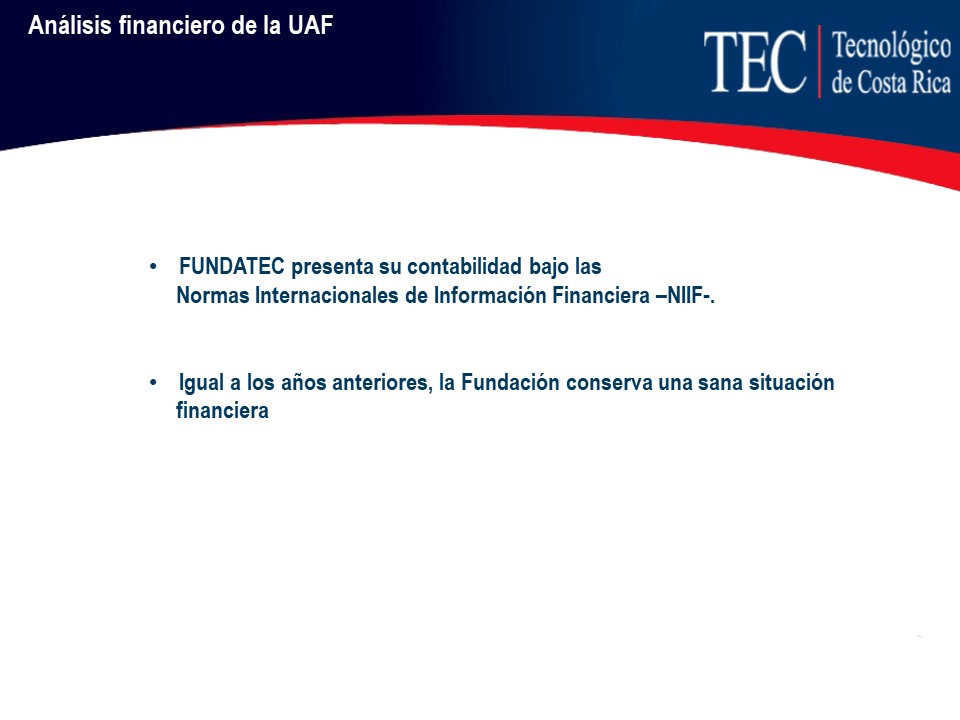 Análisis financiero de la UAF
TEC | Tecnológico
de Costa Rica
• FUNDATEC presenta su contabilidad bajo las
Normas Internacionales de Información Financiera –NIIF-.
• Igual a los años anteriores, la Fundación conserva una sana situación
financiera